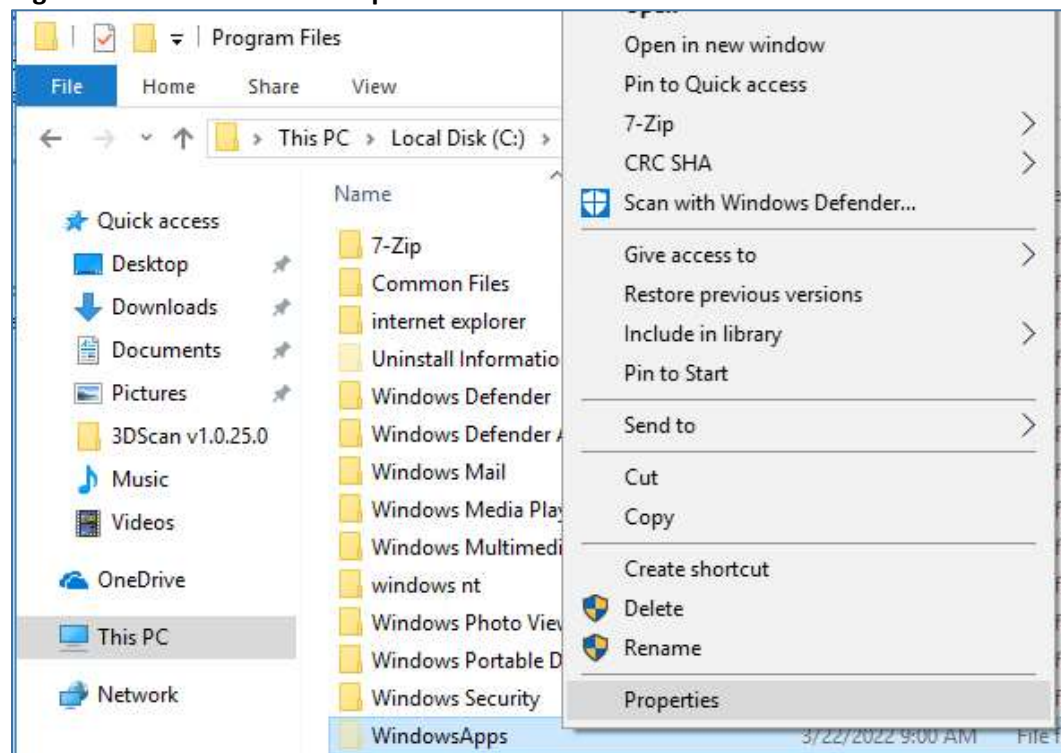 Program Files
File Home Share View
This PC > Local Disk (C:) >
Quick access
Desktop
Downloads
Documents
Pictures
3DScan v1.0.25.0
Music
Videos
OneDrive
This PC
Network
Name
7-Zip
Common Files
internet explorer
Uninstall Informatio
Windows Defender
Windows Defender A
Windows Mail
Windows Media Play
Windows Multimedi
windows nt
Windows Photo View
Windows Portable D
Windows Security
WindowsApps
3/22/2022 9:00 AM File
Open in new window
Pin to Quick access
7-Zip
CRC SHA
Scan with Windows Defender...
Give access to
Restore previous versions
Include in library
Pin to Start
Send to
Cut
Copy
Create shortcut
Delete
Rename
Properties